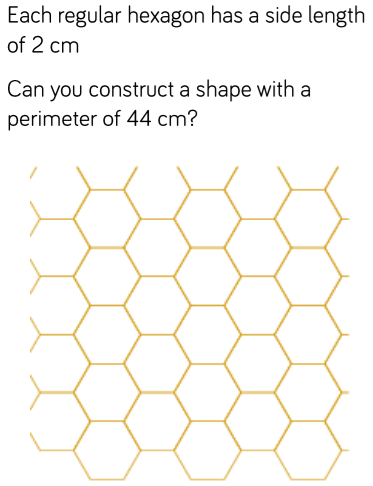 Each regular hexagon has a side length
of 2 cm
Can you construct a shape with a
perimeter of 44 cm?